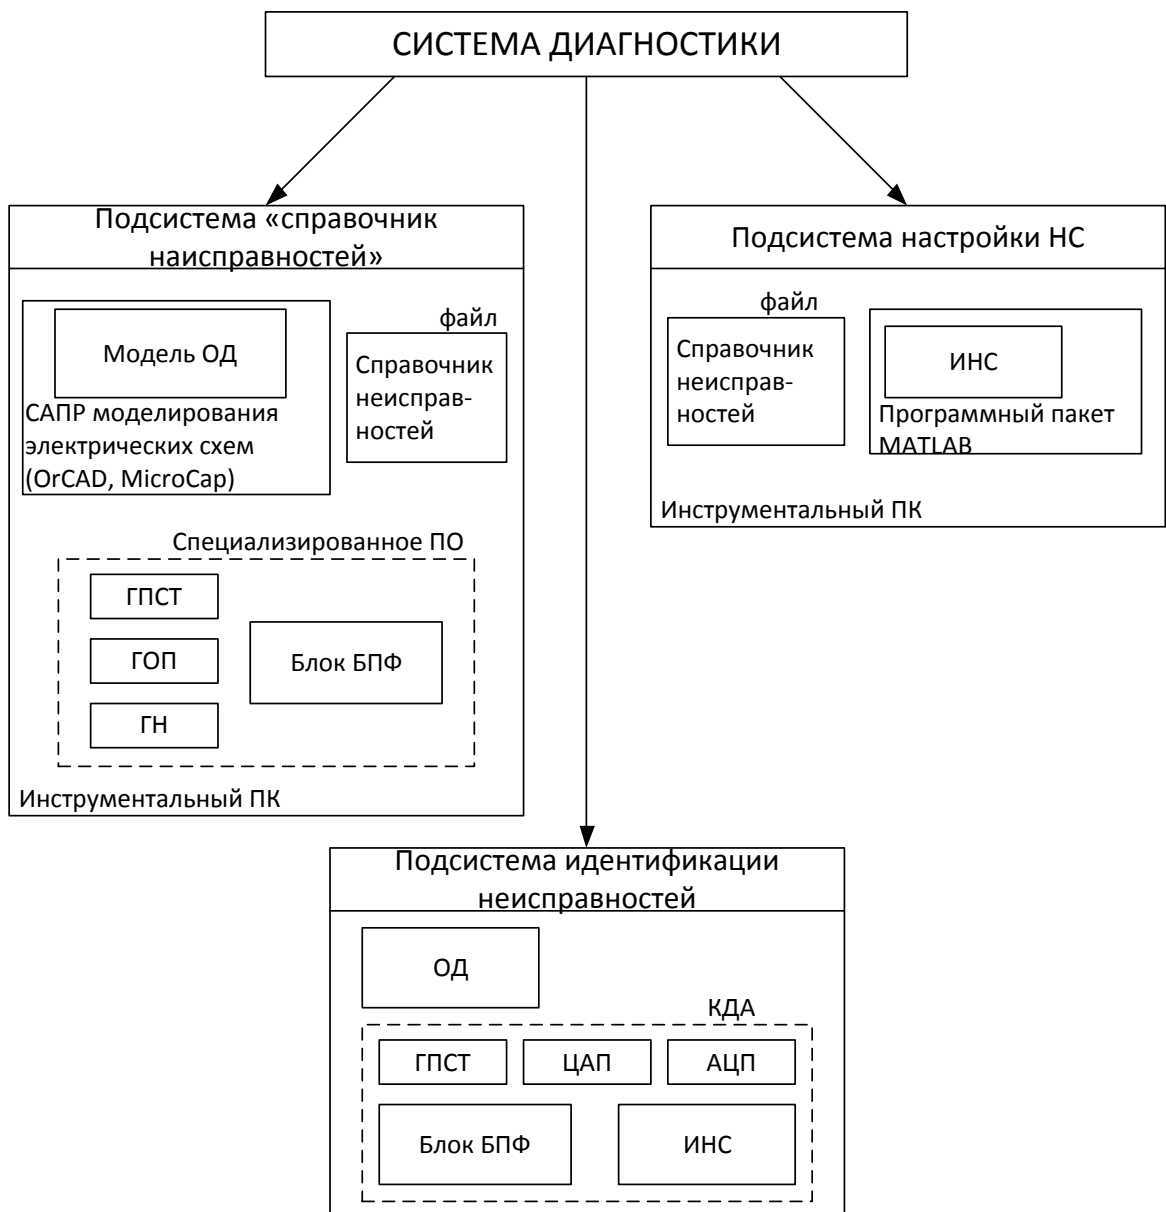 СИСТЕМА ДИАГНОСТИКИ
Подсистема «справочник
наисправностей»
Модель ОД
САПР моделирования
электрических схем
(OrCAD, MicroCap)
файл
Справочник
неисправ-
ностей
Специализированное ПО
ГПСТ
ГОП
ГН
Блок БПФ
Инструментальный ПК
Подсистема настройки НС
файл
Справочник
неисправ-
ностей
ИНС
Программный пакет
MATLAB
Инструментальный ПК
Подсистема идентификации
неисправностей
ОД
КДА
ГПСТ
ЦАП
АЦП
Блок БПФ
ИНС